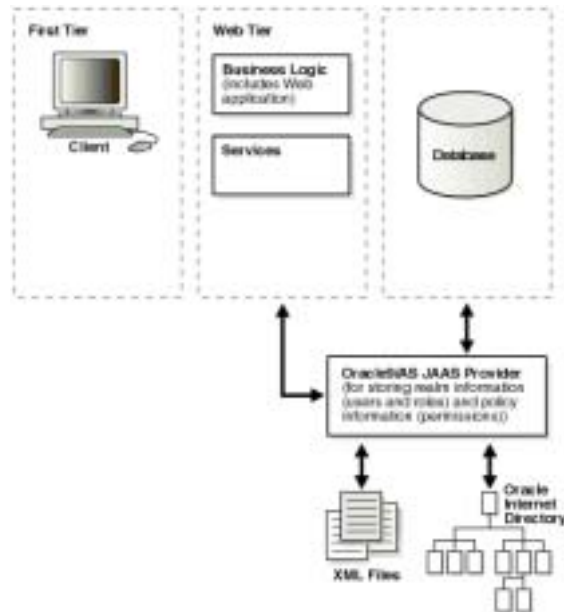 First Tier
Client
Web Tier
Business Logic
(includes Web
application)
Services
Database
Oracle9iAS JAAS Provider
(for storing realm information
(users and roles) and policy
information (permissions))
XML Files
Oracle
Internet
Directory